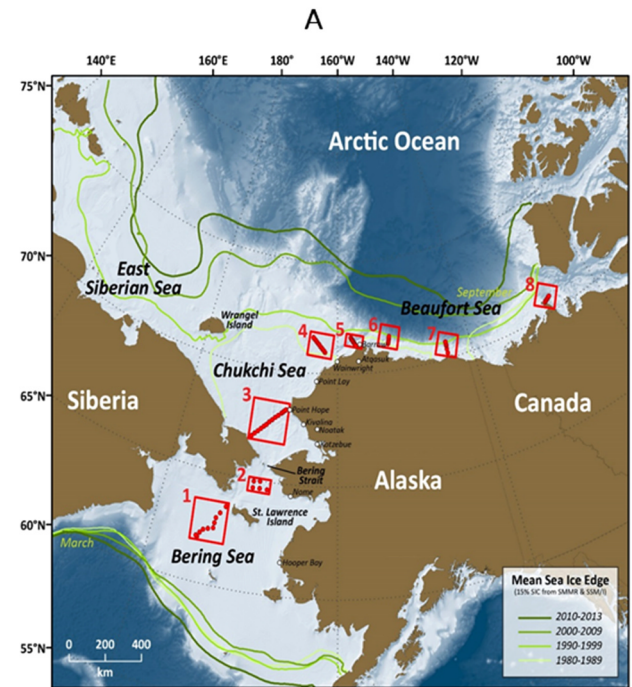 A
140°E
160°E
180°W
160°W
140°W
120°W
100°W
75°N
Arctic Ocean
70°N
East
Siberian Sea
September
8
Beaufort Sea
Wrangel
Island
4
5
6
7
Barrow
Atqasuk
Wainwright
Chukchi Sea
Point Lay
65°N
Siberia
3
Point Hope
Kivalina
Noatak
Kotzebue
Canada
Bering
Strait
2
Nome
Alaska
1
St. Lawrence
Island
60°N
March
Bering Sea
Hooper Bay
Mean Sea Ice Edge
(15% SIC from SMMR & SSM/I)
2010-2013
2000-2009
1990-1999
1980-1989
55°N
0 200 400
km